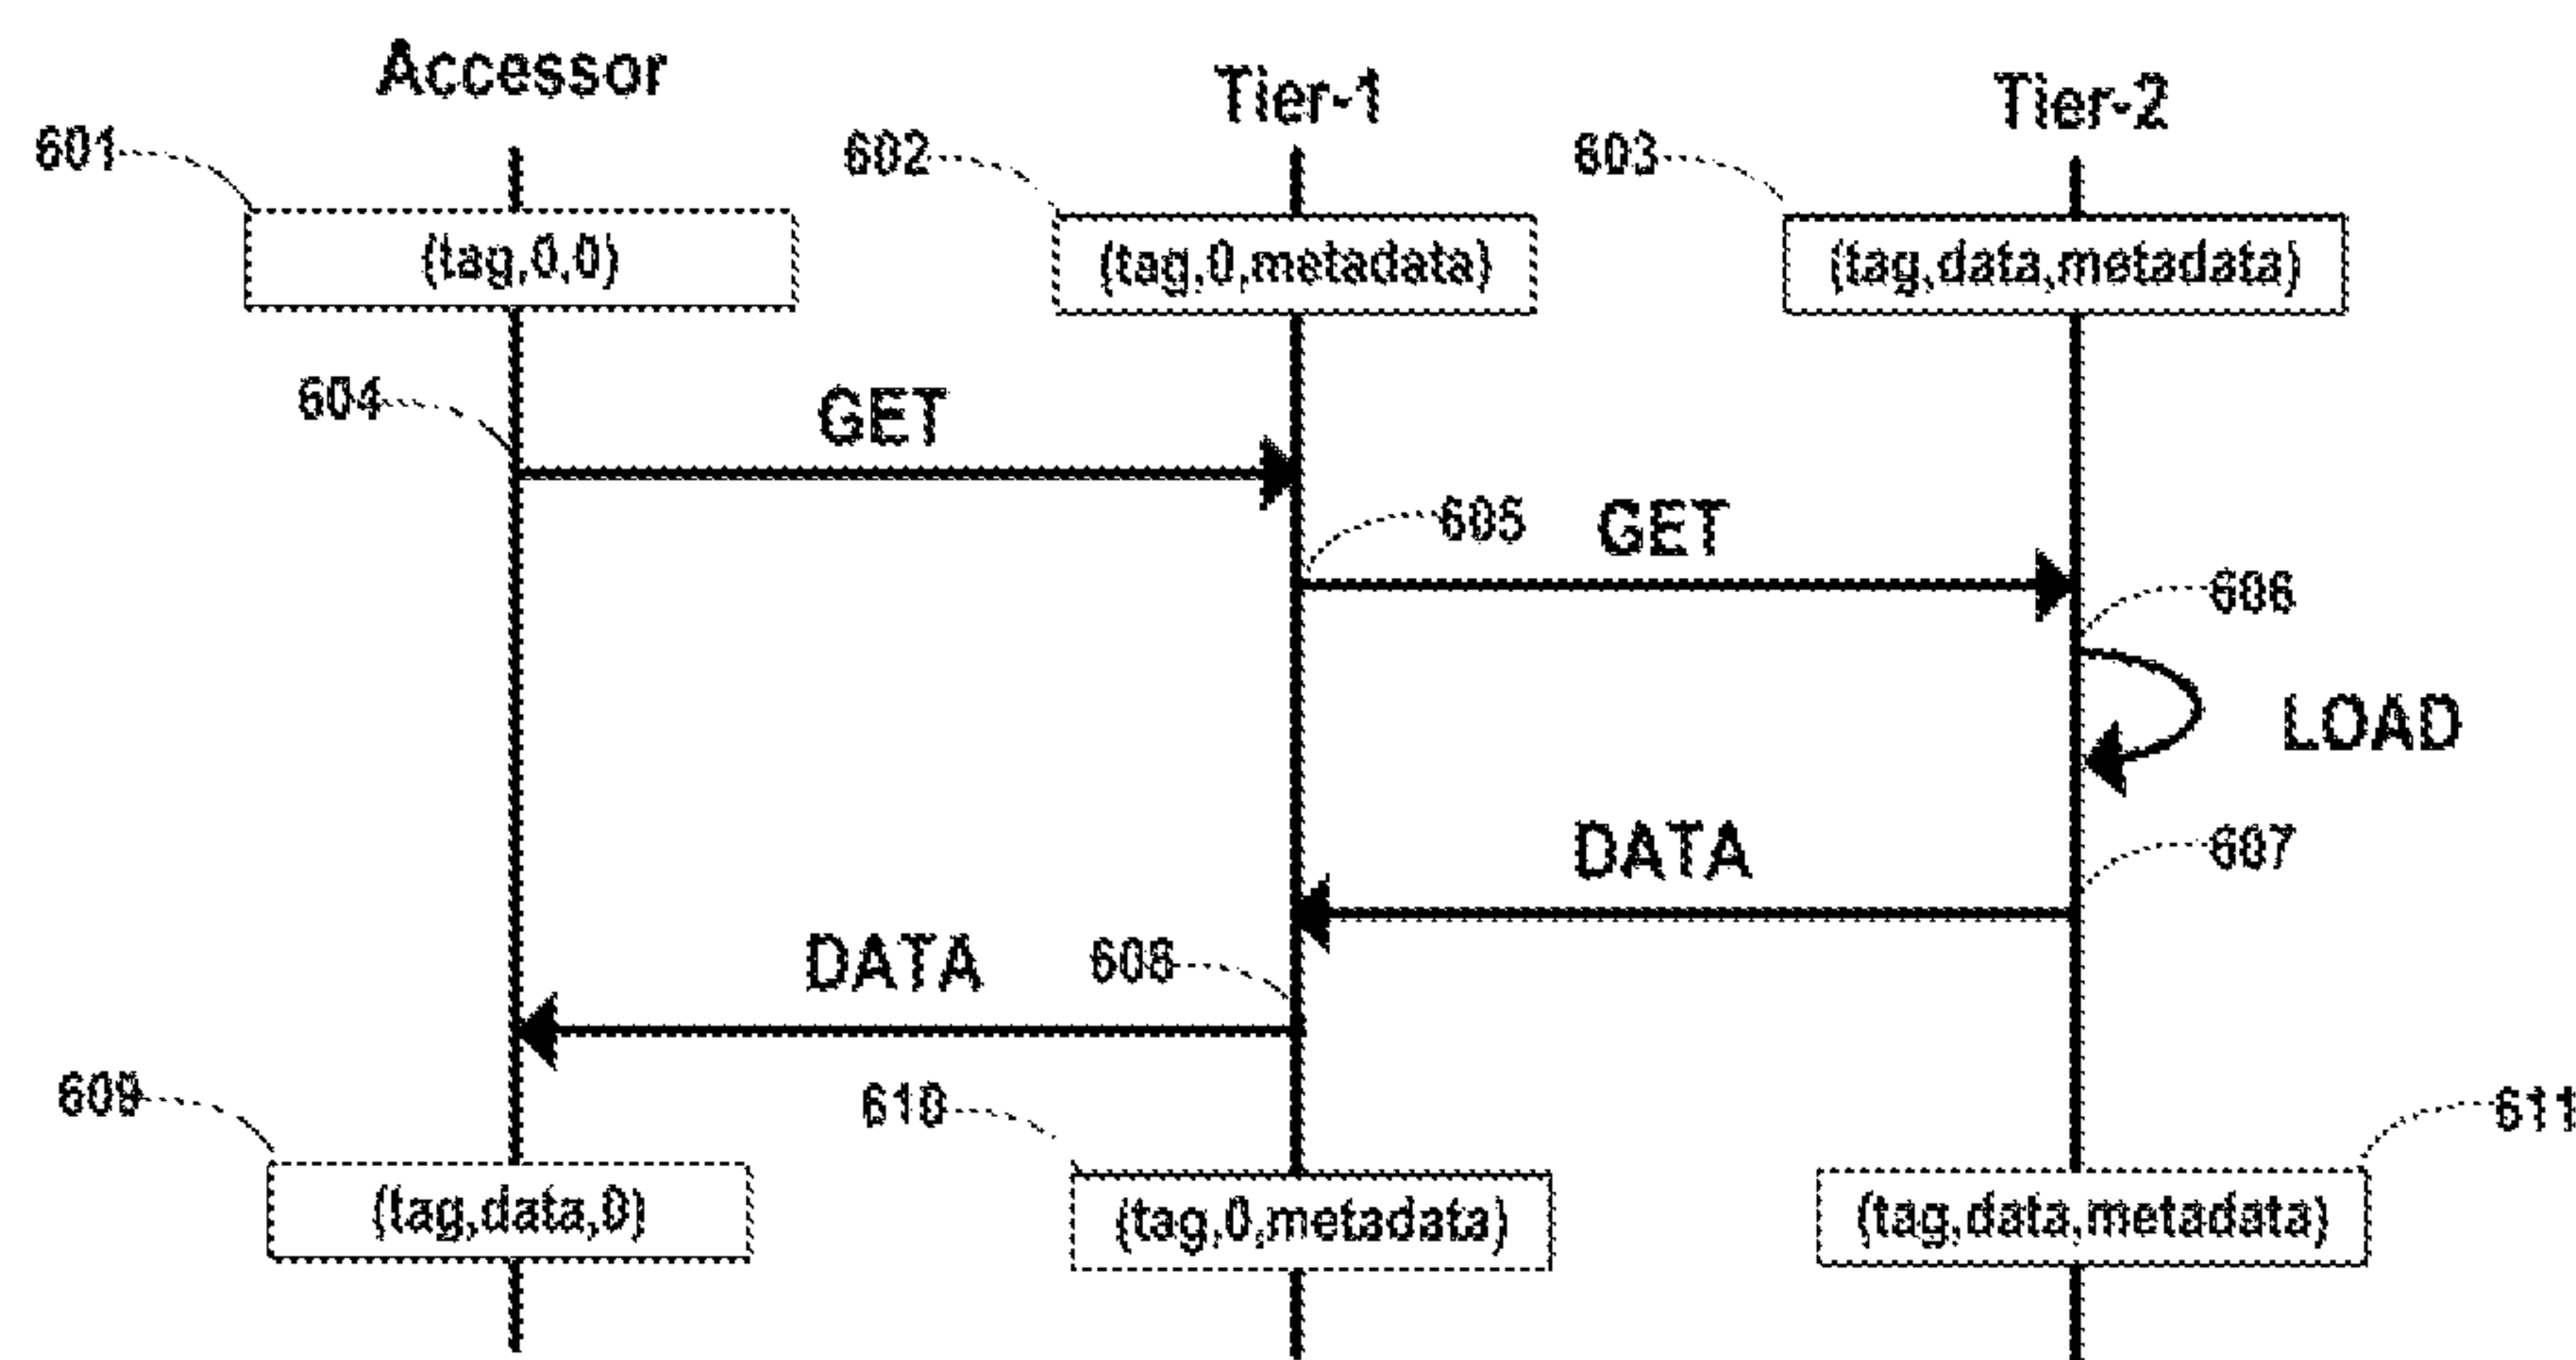 Accessor
Tier-1
Tier-2
601
602
603
(tag,0,0)
(tag,0,metadata)
(tag,data,metadata)
604
GET
605
GET
606
LOAD
DATA
607
DATA
608
609
610
611
(tag,data,0)
(tag,0,metadata)
(tag,data,metadata)